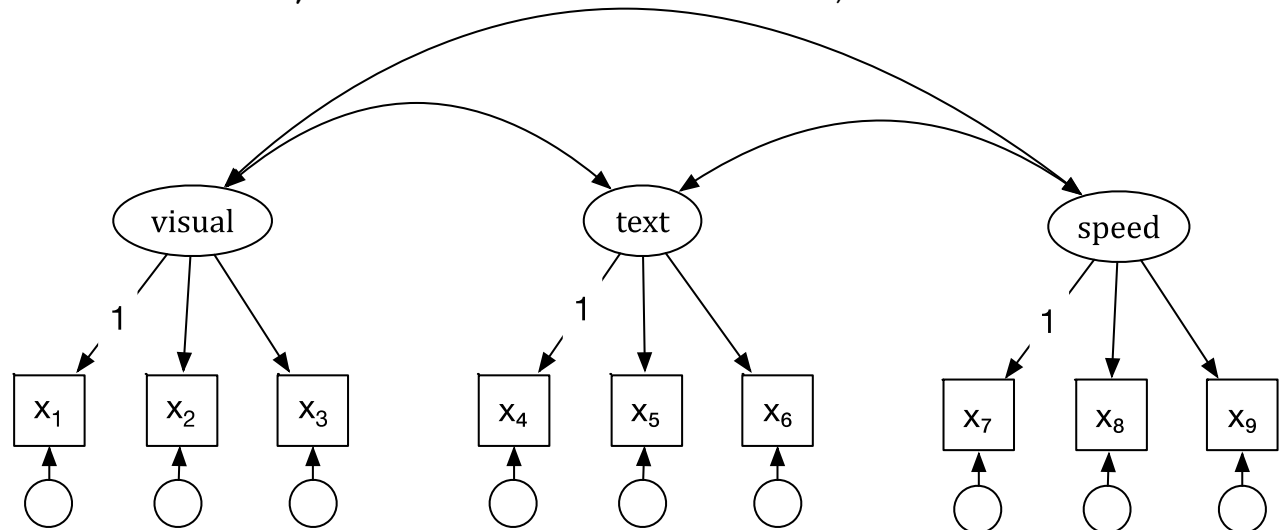 visual text speed
1 1 1
x₁ x₂ x₃ x₄ x₅ x₆ x₇ x₈ x₉